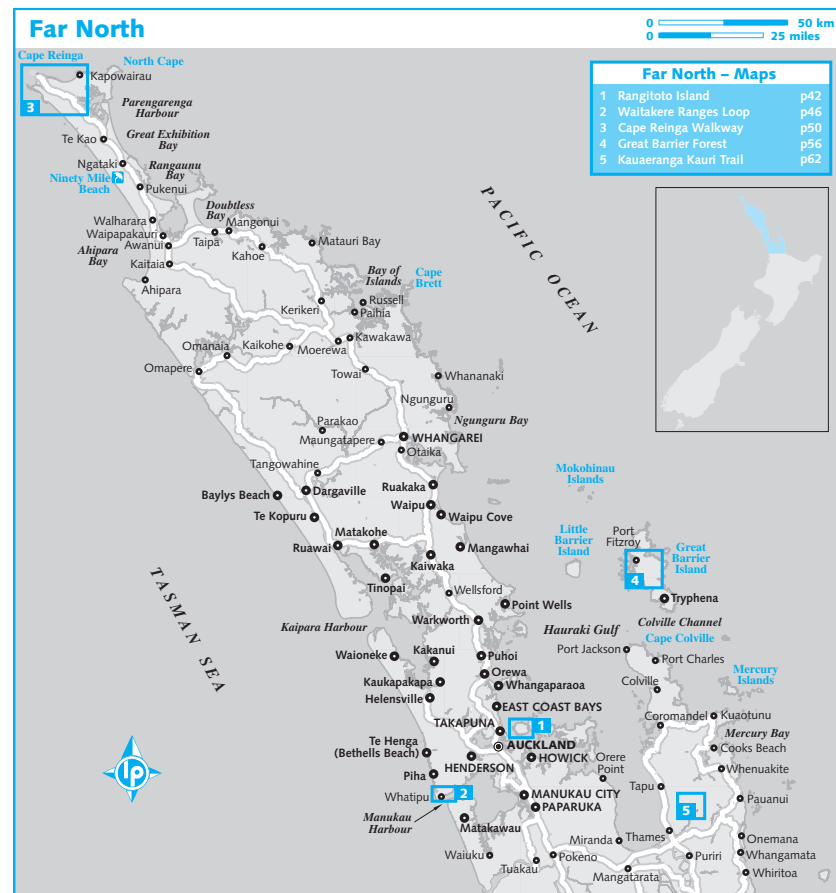 Far North
0 50 km
0 25 miles
Cape Reinga
North Cape
Kapowairau
3
Parengarenga
Harbour
Far North – Maps
1 Rangitoto Island p42
2 Waitakere Ranges Loop p46
3 Cape Reinga Walkway p50
4 Great Barrier Forest p56
5 Kauaeranga Kauri Trail p62
Te Kao
Great Exhibition
Bay
Ngataki
Rangaunu
Bay
Ninety Mile
Beach
Pukenui
Doubtless
Bay
Walharara
Waipapakauri
Awanui
Taipa
Mangonui
Kahoe
Matauri Bay
Ahipara
Bay
Kaitaia
Ahipara
Bay of
Islands
Cape
Brett
PACIFIC OCEAN
Kerikeri
Russell
Paihia
Omanaia
Kaikohe
Moerewa
Kawakawa
Omapere
Towai
Whananaki
Ngunguru
Ngunguru Bay
Parakao
Maungatapere
WHANGAREI
Otaika
Tangowahine
Mokohinau
Islands
Baylys Beach
Dargaville
Ruakaka
Waipu
Waipu Cove
Te Kopuru
Matakohe
Ruawai
Kaiwaka
Mangawhai
Little
Barrier
Island
Port
Fitzroy
Great
Barrier
Island
4
Tryphena
TASMAN SEA
Tinopai
Wellsford
Point Wells
Kaipara Harbour
Warkworth
Hauraki Gulf
Colville Channel
Cape Colville
Port Jackson
Port Charles
Waioneke
Kakanui
Puhoi
Orewa
Kaukapakapa
Whangaparaoa
Colville
Mercury
Islands
Helensville
EAST COAST BAYS
Coromandel
Kuaotunu
TAKAPUNA
1
Mercury Bay
Te Henga
(Bethells Beach)
AUCKLAND
HENDERSON
HOWICK
Orere
Point
Cooks Beach
Whenuakite
lp
Piha
Whatipu
2
MANUKAU CITY
PAPARUKA
Tapu
5
Pauanui
Manukau
Harbour
Matakawau
Miranda
Thames
Onemana
Whangamata
Waiuku
Tuakau
Pokeno
Mangatarata
Puriri
Whiritoa